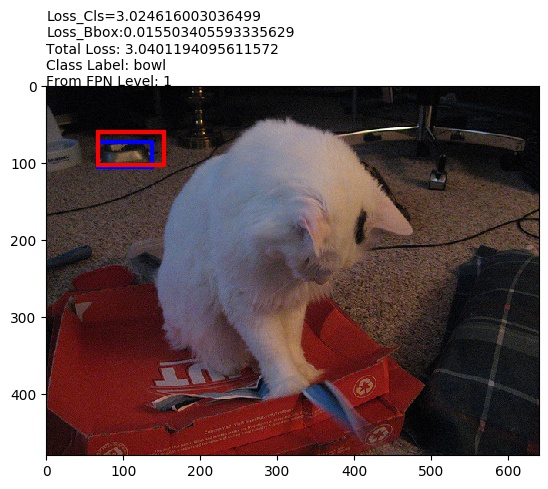 Loss_Cls=3.024616003036499
Loss_Bbox:0.015503405593335629
Total Loss: 3.0401194095611572
Class Label: bowl
From FPN Level: 1
0
100
200
300
400
0
100
200
300
400
500
600